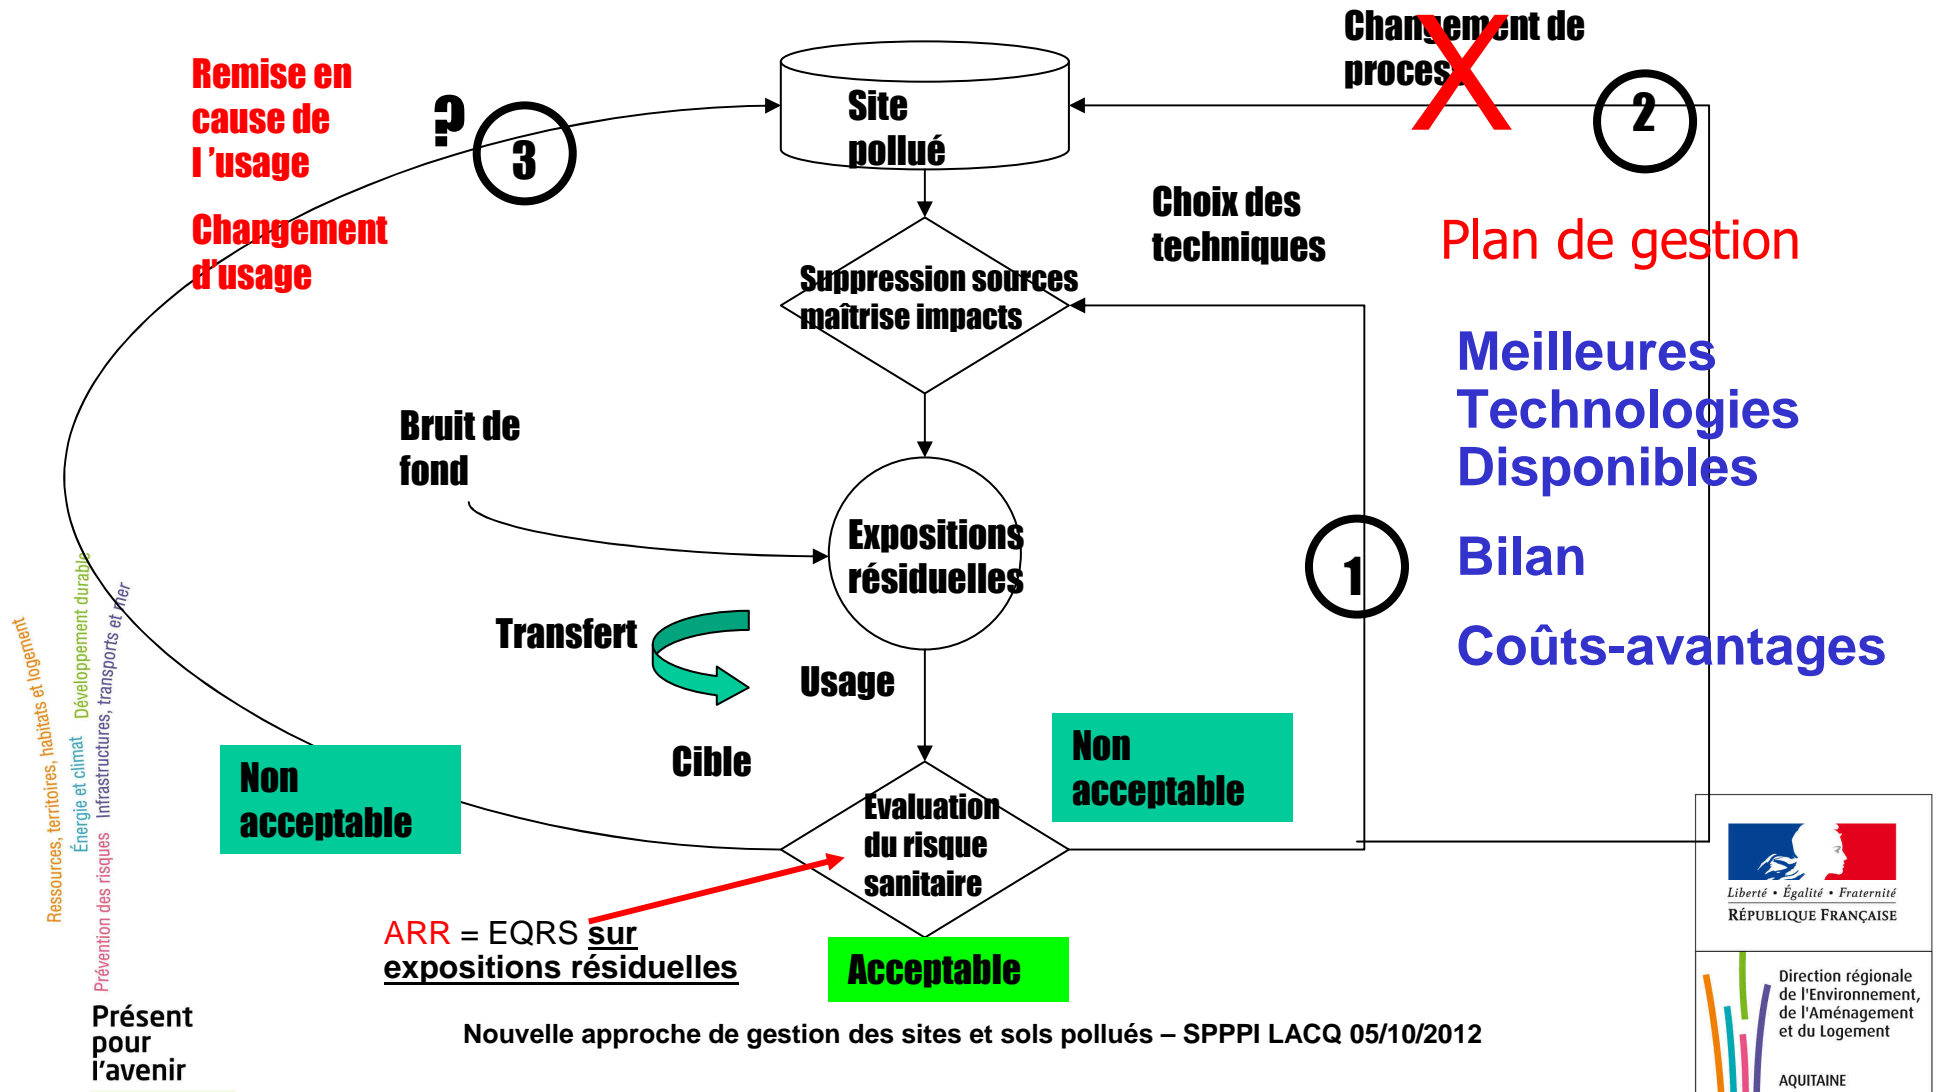 Changement de
process
X
2
Remise en
cause de
l ’usage
?
3
Site
pollué
Changement
d'usage
Choix des
techniques
Plan de gestion
Suppression sources
maîtrise impacts
Meilleures
Technologies
Disponibles
Bruit de
fond
Expositions
résiduelles
1
Bilan
Coûts-avantages
Transfert
Usage
Cible
Non
acceptable
Non
acceptable
Evaluation
du risque
sanitaire
ARR = EQRS sur
expositions résiduelles
Acceptable
Ressources, territoires, habitats et logement
Énergie et climat Développement durable
Prévention des risques Infrastructures, transports et mer
Présent
pour
l'avenir
Nouvelle approche de gestion des sites et sols pollués – SPPPI LACQ 05/10/2012
Liberté • Égalité • Fraternité
RÉPUBLIQUE FRANÇAISE
Direction régionale
de l'Environnement,
de l'Aménagement
et du Logement
AQUITAINE